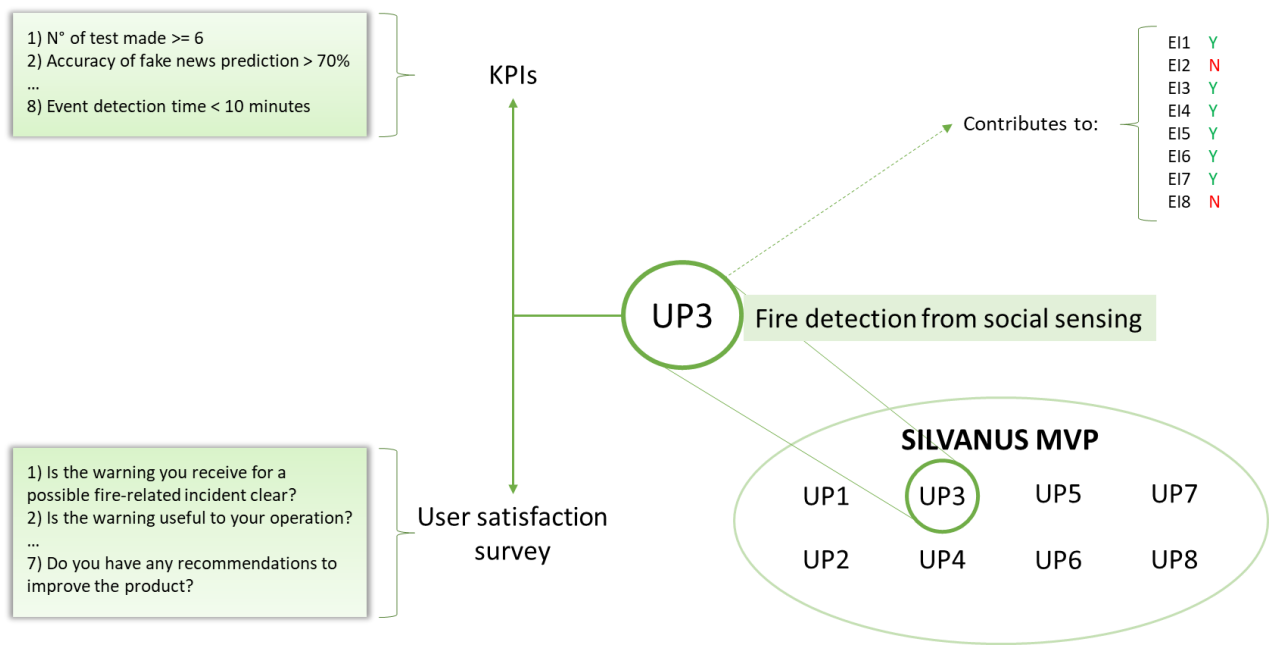 1) N° of test made >= 6
2) Accuracy of fake news prediction > 70%
...
8) Event detection time < 10 minutes
KPIs
Contributes to:
EI1 Y
EI2 N
EI3 Y
EI4 Y
EI5 Y
EI6 Y
EI7 Y
EI8 N
UP3
Fire detection from social sensing
1) Is the warning you receive for a
possible fire-related incident clear?
2) Is the warning useful to your operation?
...
7) Do you have any recommendations to
improve the product?
User satisfaction
survey
SILVANUS MVP
UP1 UP3 UP5 UP7
UP2 UP4 UP6 UP8